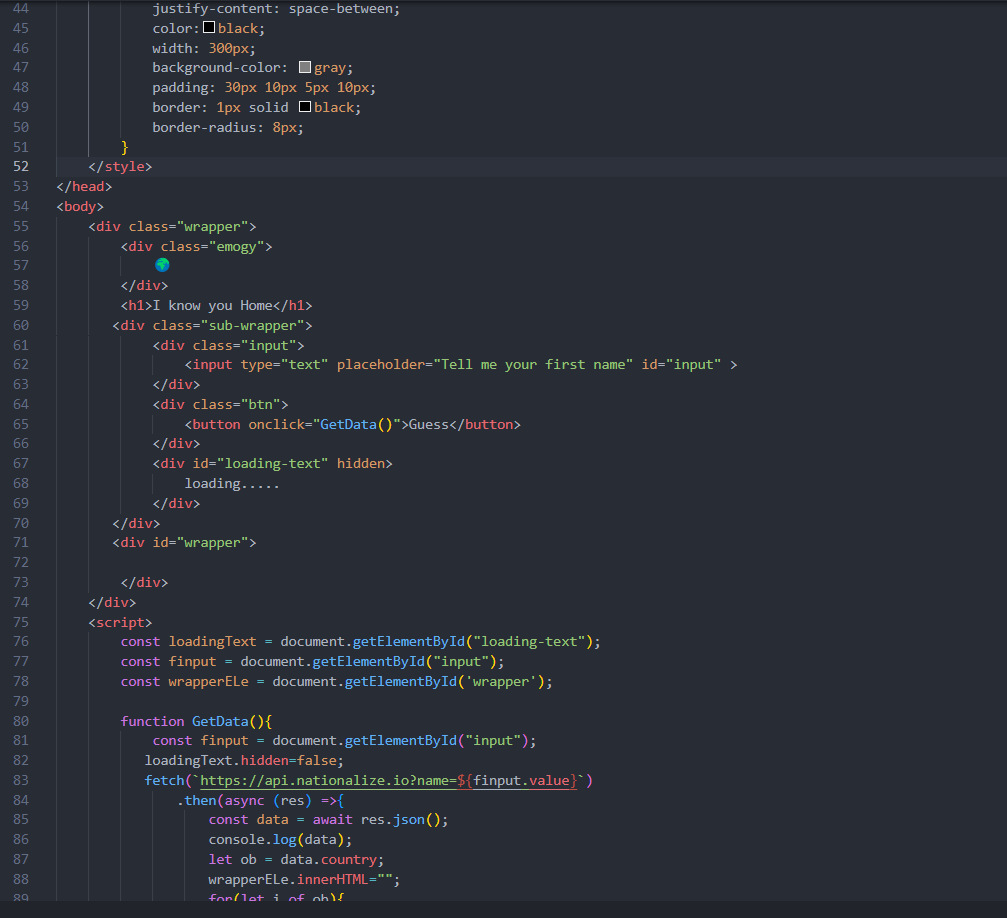 44 justify-content: space-between;
45 color: black;
46 width: 300px;
47 background-color: gray;
48 padding: 30px 10px 5px 10px;
49 border: 1px solid black;
50 border-radius: 8px;
51 }
52 </style>
53 </head>
54 <body>
55 <div class="wrapper">
56 <div class="emogy">
57 🌍
58 </div>
59 <h1>I know you Home</h1>
60 <div class="sub-wrapper">
61 <div class="input">
62 <input type="text" placeholder="Tell me your first name" id="input" >
63 </div>
64 <div class="btn">
65 <button onclick="GetData()">Guess</button>
66 </div>
67 <div id="loading-text" hidden>
68 loading.....
69 </div>
70 </div>
71 <div id="wrapper">
72
73 </div>
74 </div>
75 <script>
76 const loadingText = document.getElementById("loading-text");
77 const finput = document.getElementById("input");
78 const wrapperELe = document.getElementById('wrapper');
79
80 function GetData(){
81 const finput = document.getElementById("input");
82 loadingText.hidden=false;
83 fetch(`https://api.nationalize.io?name=${finput.value}`)
84 .then(async (res) =>{
85 const data = await res.json();
86 console.log(data);
87 let ob = data.country;
88 wrapperELe.innerHTML="";
89 for(let i of ob){